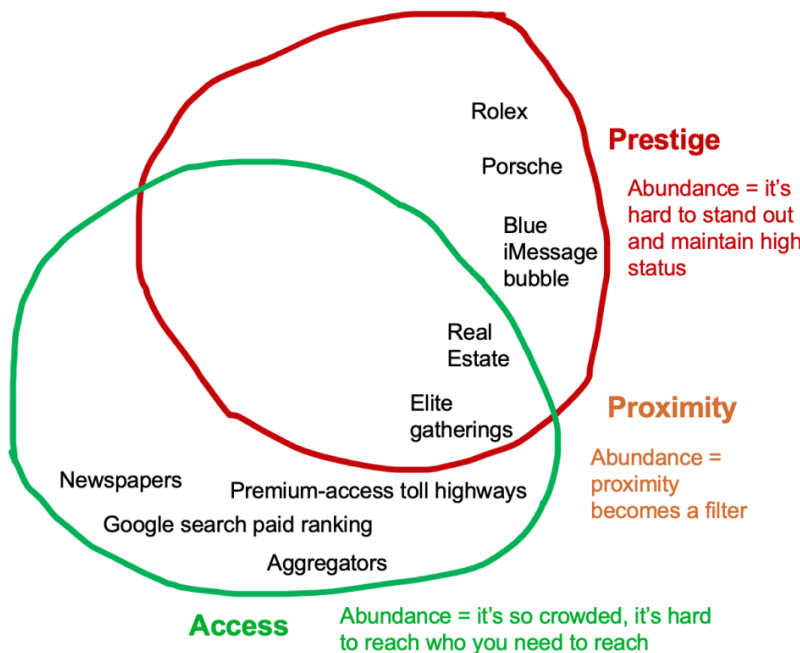 Rolex
Prestige
Porsche
Abundance = it's
hard to stand out
and maintain high
status
Blue
iMessage
bubble
Real
Estate
Elite
gatherings
Proximity
Abundance =
proximity
becomes a filter
Newspapers
Premium-access toll highways
Google search paid ranking
Aggregators
Access
Abundance = it's so crowded, it's hard
to reach who you need to reach